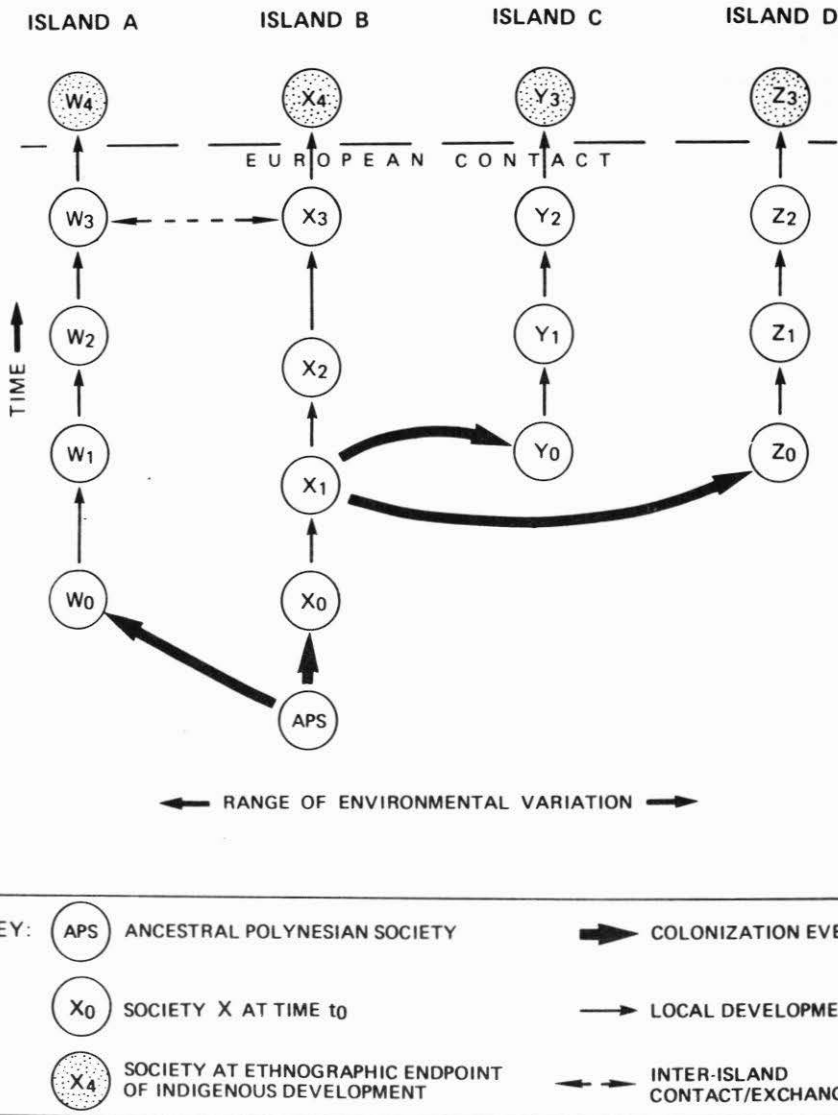 ISLAND A ISLAND B ISLAND C ISLAND D
W4 X4 Y3 Z3
EUROPEAN CONTACT
W3 X3 Y2 Z2
W2 Y1 Z1
X2
TIME
W1 Y0 Z0
X1
W0 X0
APS
RANGE OF ENVIRONMENTAL VARIATION
EY: APS ANCESTRAL POLYNESIAN SOCIETY COLONIZATION EVE
X0 SOCIETY X AT TIME t0 LOCAL DEVELOPME
X4 SOCIETY AT ETHNOGRAPHIC ENDPOINT
OF INDIGENOUS DEVELOPMENT
INTER-ISLAND
CONTACT/EXCHANG